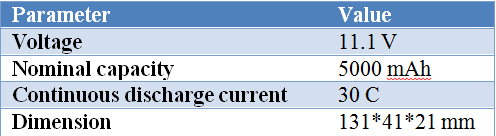 Parameter Value
Voltage 11.1 V
Nominal capacity 5000 mAh
Continuous discharge current 30 C
Dimension 131*41*21 mm